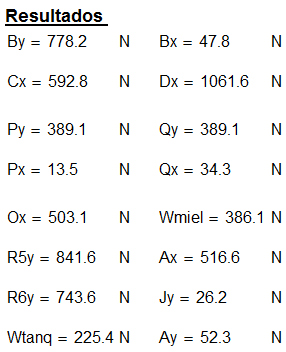 Resultados
By = 778.2 N Bx = 47.8 N
Cx = 592.8 N Dx = 1061.6 N
Py = 389.1 N Qy = 389.1 N
Px = 13.5 N Qx = 34.3 N
Ox = 503.1 N Wmiel = 386.1 N
R5y = 841.6 N Ax = 516.6 N
R6y = 743.6 N Jy = 26.2 N
Wtanq = 225.4 N Ay = 52.3 N